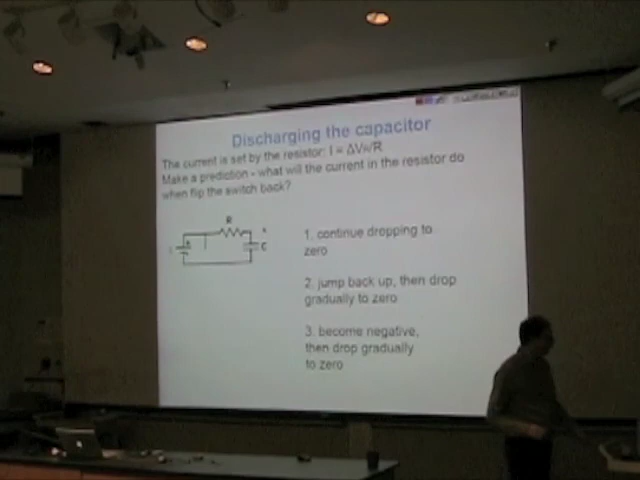 Discharging the capacitor
The current is set by the resistor: I = ΔV/R
Make a prediction - what will the current in the resistor do
when flip the switch back?
R
C
1. continue dropping to
zero
2. jump back up, then drop
gradually to zero
3. become negative,
then drop gradually
to zero